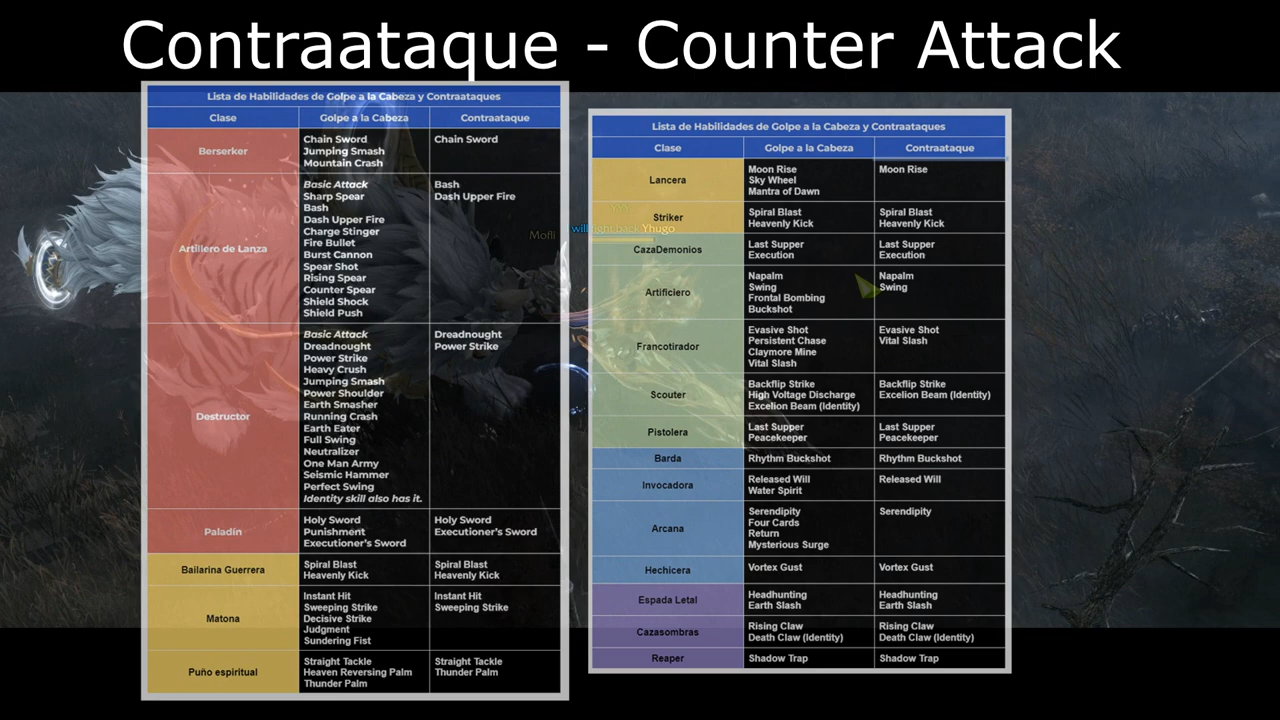 Contraataque - Counter Attack
Lista de Habilidades de Golpe a la Cabeza y Contraataques
Clase Golpe a la Cabeza Contraataque
Berserker
Chain Sword
Jumping Smash
Mountain Crash
Chain Sword
Artillero de Lanza
Basic Attack
Sharp Spear
Bash
Dash Upper Fire
Charge Stinger
Fire Bullet
Burst Cannon
Spear Shot
Rising Spear
Counter Spear
Shield Shock
Shield Push
Bash
Dash Upper Fire
Destructor
Basic Attack
Dreadnought
Power Strike
Heavy Crush
Jumping Smash
Power Shoulder
Earth Smasher
Running Crash
Earth Eater
Full Swing
Neutralizer
One Man Army
Seismic Hammer
Perfect Swing
Identity skill also has it.
Dreadnought
Power Strike
Paladín
Holy Sword
Punishment
Executioner's Sword
Holy Sword
Executioner's Sword
Bailarina Guerrera
Spiral Blast
Heavenly Kick
Spiral Blast
Heavenly Kick
Matona
Instant Hit
Sweeping Strike
Decisive Strike
Judgment
Sundering Fist
Instant Hit
Sweeping Strike
Puño espiritual
Straight Tackle
Heaven Reversing Palm
Thunder Palm
Straight Tackle
Thunder Palm
Lista de Habilidades de Golpe a la Cabeza y Contraataques
Clase Golpe a la Cabeza Contraataque
Lancera
Moon Rise
Sky Wheel
Mantra of Dawn
Moon Rise
Striker
Spiral Blast
Heavenly Kick
Spiral Blast
Heavenly Kick
CazaDemonios
Last Supper
Execution
Last Supper
Execution
Artificiero
Napalm
Swing
Frontal Bombing
Buckshot
Napalm
Swing
Francotirador
Evasive Shot
Persistent Chase
Claymore Mine
Vital Slash
Evasive Shot
Vital Slash
Scouter
Backflip Strike
High Voltage Discharge
Excelion Beam (Identity)
Backflip Strike
Excelion Beam (Identity)
Pistolera
Last Supper
Peacekeeper
Last Supper
Peacekeeper
Barda
Rhythm Buckshot
Rhythm Buckshot
Invocadora
Released Will
Water Spirit
Released Will
Arcana
Serendipity
Four Cards
Return
Mysterious Surge
Serendipity
Hechicera
Vortex Gust
Vortex Gust
Espada Letal
Headhunting
Earth Slash
Headhunting
Earth Slash
Cazasombras
Rising Claw
Death Claw (Identity)
Rising Claw
Death Claw (Identity)
Reaper
Shadow Trap
Shadow Trap
Mofli
will right back Yhugo